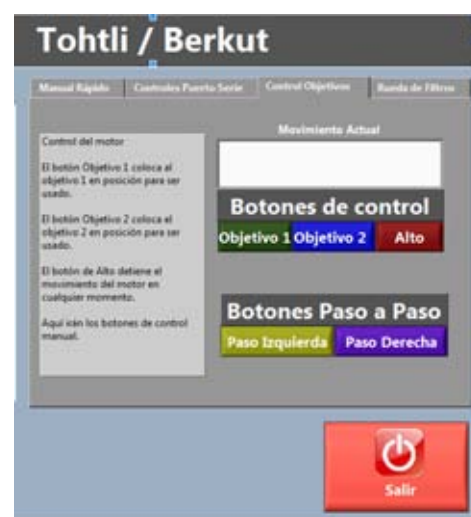 Tohtli / Berkut
Manual Rápido Controles Puerto Serie Control Objetivos Rueda de Filtros
Control del motor
El botón Objetivo 1 coloca al
objetivo 1 en posición para ser
usado.
El botón Objetivo 2 coloca el
objetivo 2 en posición para ser
usado.
El botón de Alto detiene el
movimiento del motor en
cualquier momento.
Aquí irán los botones de control
manual.
Movimiento Actual
Botones de control
Objetivo 1 Objetivo 2 Alto
Botones Paso a Paso
Paso Izquierda Paso Derecha
Salir